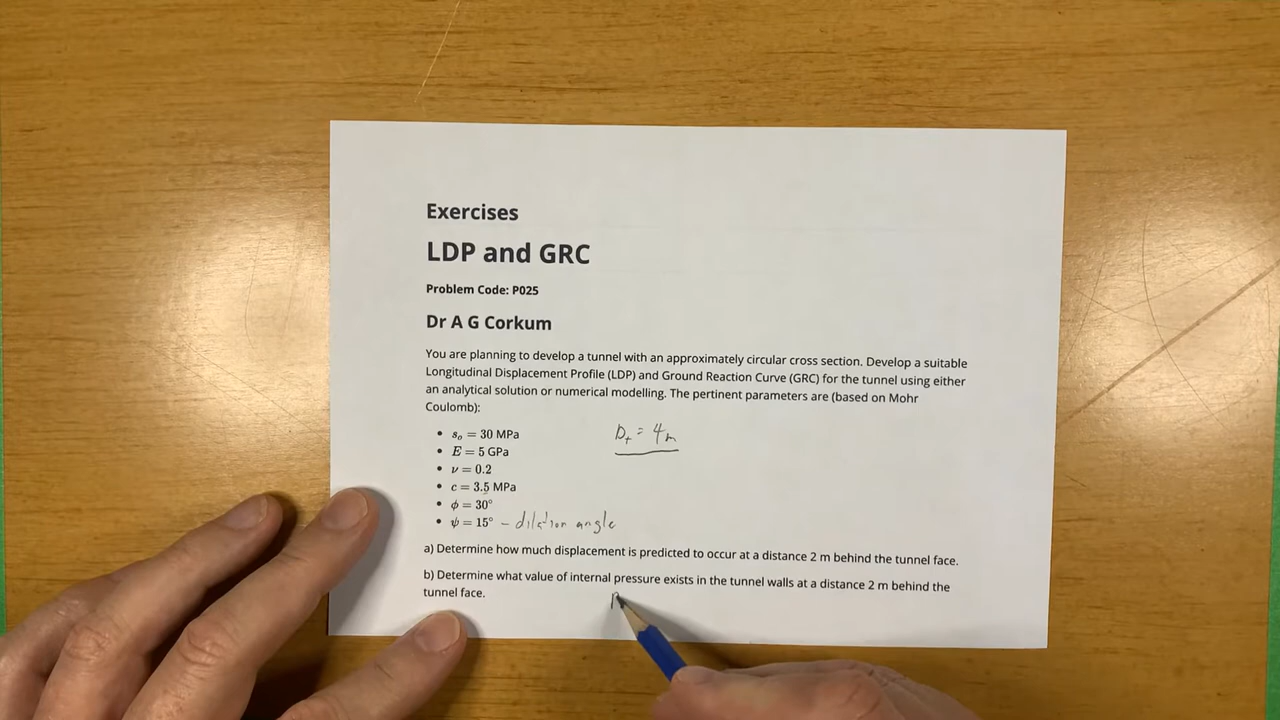 Exercises
LDP and GRC
Problem Code: P025
Dr A G Corkum
You are planning to develop a tunnel with an approximately circular cross section. Develop a suitable
Longitudinal Displacement Profile (LDP) and Ground Reaction Curve (GRC) for the tunnel using either
an analytical solution or numerical modelling. The pertinent parameters are (based on Mohr
Coulomb):
• sₒ = 30 MPa
Dₜ = 4m
• E = 5 GPa
• ν = 0.2
• c = 3.5 MPa
• ϕ = 30°
• ψ = 15° – dilation angle
a) Determine how much displacement is predicted to occur at a distance 2 m behind the tunnel face.
b) Determine what value of internal pressure exists in the tunnel walls at a distance 2 m behind the
tunnel face.